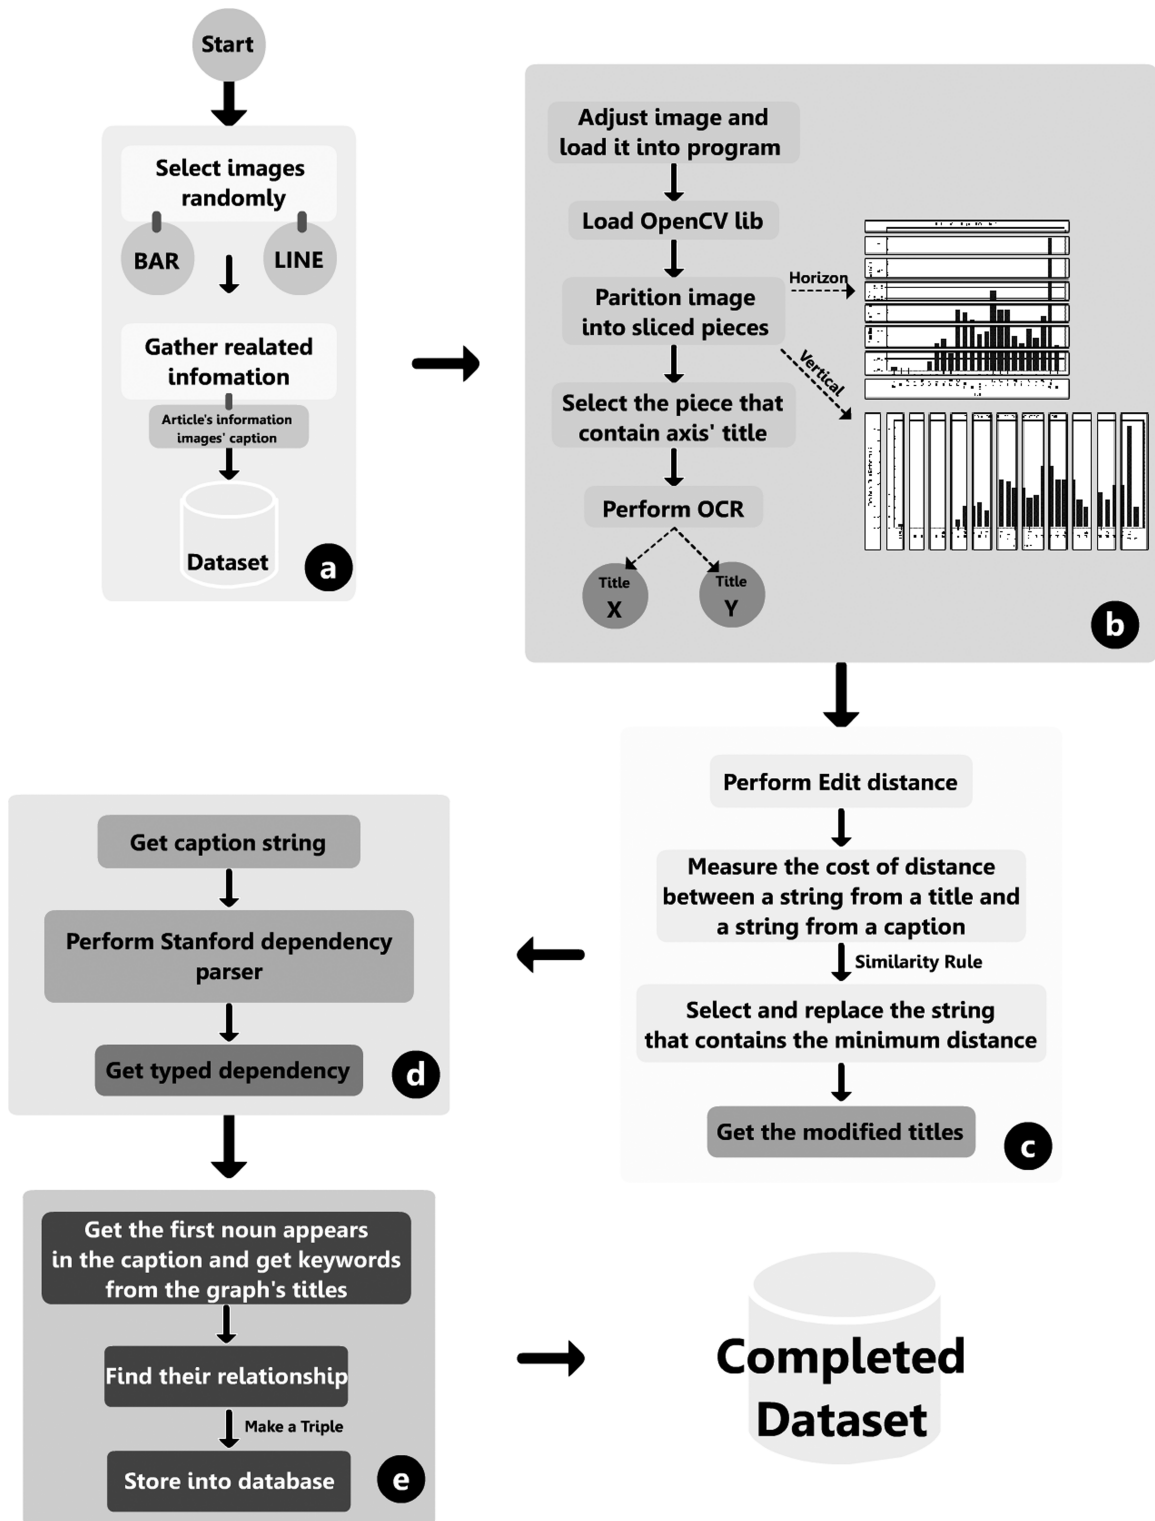 Start
Select images
randomly
BAR
LINE
Gather realated
infomation
Article's information
images' caption
Dataset
a
Adjust image and
load it into program
Load OpenCV lib
Parition image
into sliced pieces
Horizon
Vertical
Select the piece that
contain axis' title
Perform OCR
Title
X
Title
Y
b
Perform Edit distance
Measure the cost of distance
between a string from a title and
a string from a caption
Similarity Rule
Select and replace the string
that contains the minimum distance
Get the modified titles
c
Get caption string
Perform Stanford dependency
parser
Get typed dependency
d
Get the first noun appears
in the caption and get keywords
from the graph's titles
Find their relationship
Make a Triple
Store into database
e
Completed
Dataset